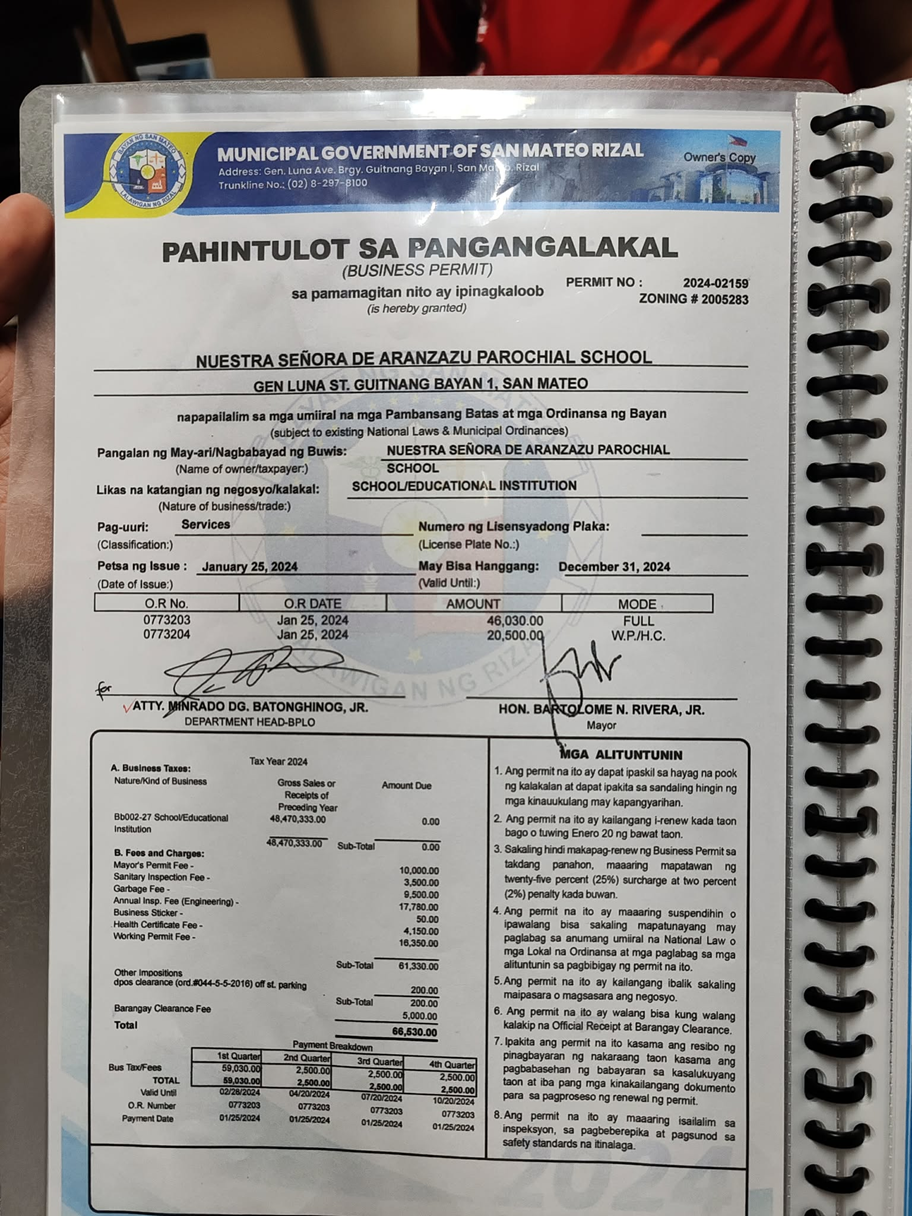 BAYAN NG SAN MATEO
LALAWIGAN NG RIZAL
MUNICIPAL GOVERNMENT OF SAN MATEO RIZAL
Address: Gen. Luna Ave. Brgy. Guitnang Bayan I, San Mateo, Rizal
Trunkline No.: (02) 8-297-8100
Owner's Copy
PAHINTULOT SA PANGANGALAKAL
(BUSINESS PERMIT)
sa pamamagitan nito ay ipinagkaloob
(is hereby granted)
PERMIT NO : 2024-02159
ZONING # 2005283
NUESTRA SEÑORA DE ARANZAZU PAROCHIAL SCHOOL
GEN LUNA ST. GUITNANG BAYAN 1, SAN MATEO
napapailalim sa mga umiiral na mga Pambansang Batas at mga Ordinansa ng Bayan
(subject to existing National Laws & Municipal Ordinances)
Pangalan ng May-ari/Nagbabayad ng Buwis: NUESTRA SEÑORA DE ARANZAZU PAROCHIAL
(Name of owner/taxpayer:) SCHOOL
Likas na katangian ng negosyo/kalakal: SCHOOL/EDUCATIONAL INSTITUTION
(Nature of business/trade:)
Pag-uuri: Services Numero ng Lisensyadong Plaka:
(Classification:) (License Plate No.:)
Petsa ng Issue : January 25, 2024 May Bisa Hanggang: December 31, 2024
(Date of Issue:) (Valid Until:)
O.R No. O.R DATE AMOUNT MODE
0773203 Jan 25, 2024 46,030.00 FULL
0773204 Jan 25, 2024 20,500.00 W.P./H.C.
for
ATTY. MINRADO DG. BATONGHINOG, JR. HON. BARTOLOME N. RIVERA, JR.
DEPARTMENT HEAD-BPLO Mayor
A. Business Taxes: Tax Year 2024
Nature/Kind of Business Gross Sales or Amount Due
Receipts of
Preceding Year
Bb002-27 School/Educational 48,470,333.00 0.00
Institution
48,470,333.00 Sub-Total 0.00
B. Fees and Charges:
Mayor's Permit Fee - 10,000.00
Sanitary Inspection Fee - 3,500.00
Garbage Fee - 9,500.00
Annual Insp. Fee (Engineering) - 17,780.00
Business Sticker - 50.00
Health Certificate Fee - 4,150.00
Working Permit Fee - 16,350.00
Sub-Total 61,330.00
Other Impositions
dpos clearance (ord.#044-5-5-2016) off st. parking 200.00
Sub-Total 200.00
Barangay Clearance Fee 5,000.00
Total 66,530.00
Payment Breakdown
1st Quarter 2nd Quarter 3rd Quarter 4th Quarter
Bus Tax/Fees 59,030.00 2,500.00 2,500.00 2,500.00
TOTAL 59,030.00 2,500.00 2,500.00 2,500.00
Valid Until 02/28/2024 04/20/2024 07/20/2024 10/20/2024
O.R. Number 0773203 0773203 0773203 0773203
Payment Date 01/25/2024 01/25/2024 01/25/2024 01/25/2024
MGA ALITUNTUNIN
1. Ang permit na ito ay dapat ipaskil sa hayag na pook
ng kalakalan at dapat ipakita sa sandaling hingin ng
mga kinauukulang may kapangyarihan.
2. Ang permit na ito ay kailangang i-renew kada taon
bago o tuwing Enero 20 ng bawat taon.
3. Sakaling hindi makapag-renew ng Business Permit sa
takdang panahon, maaaring mapatawan ng
twenty-five percent (25%) surcharge at two percent
(2%) penalty kada buwan.
4. Ang permit na ito ay maaaring suspendihin o
ipawalang bisa sakaling mapatunayang may
paglabag sa anumang umiiral na National Law o
mga Lokal na Ordinansa at mga paglabag sa mga
alituntunin sa pagbibigay ng permit na ito.
5. Ang permit na ito ay kailangang ibalik sakaling
maipasara o magsasara ang negosyo.
6. Ang permit na ito ay walang bisa kung walang
kalakip na Official Receipt at Barangay Clearance.
7. Ipakita ang permit na ito kasama ang resibo ng
pinagbayaran ng nakaraang taon kasama ang
pagbabasehan ng babayaran sa kasalukuyang
taon at iba pang mga kinakailangang dokumento
para sa pagproseso ng renewal ng permit.
8. Ang permit na ito ay maaaring isailalim sa
inspeksyon, sa pagbeberepika at pagsunod sa
safety standards na itinalaga.
2024